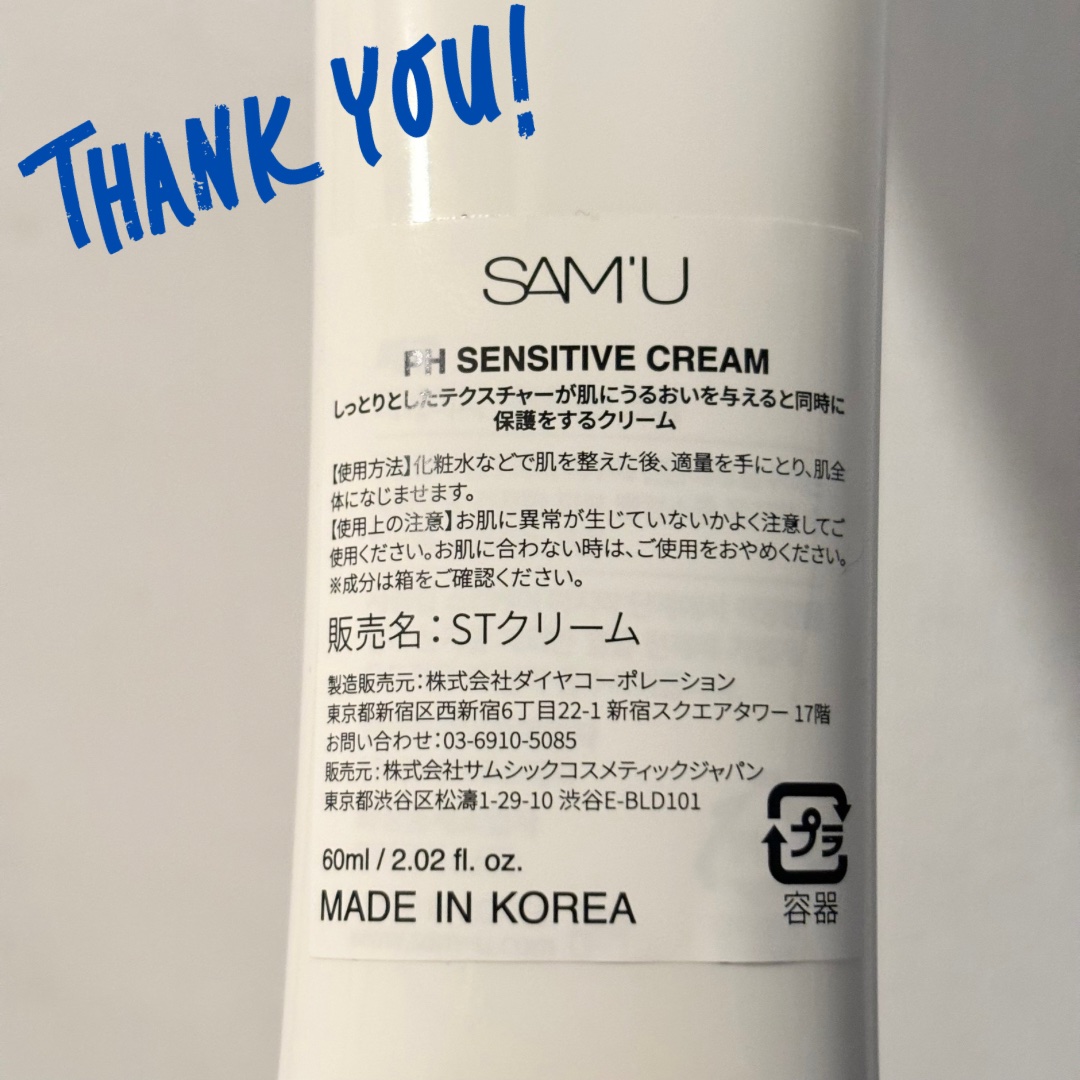 THANK YOU!
SAM'U
PH SENSITIVE CREAM
しっとりとしたテクスチャーが肌にうるおいを与えると同時に
保護をするクリーム
【使用方法】化粧水などで肌を整えた後、適量を手にとり、肌全
体になじませます。
【使用上の注意】お肌に異常が生じていないかよく注意してご
使用ください。お肌に合わない時は、ご使用をおやめください。
※成分は箱をご確認ください。
販売名：STクリーム
製造販売元：株式会社ダイヤコーポレーション
東京都新宿区西新宿6丁目22-1 新宿スクエアタワー 17階
お問い合わせ：03-6910-5085
販売元：株式会社サムシックコスメティックジャパン
東京都渋谷区松濤1-29-10 渋谷E-BLD101
プラ
容器
60ml / 2.02 fl. oz.
MADE IN KOREA